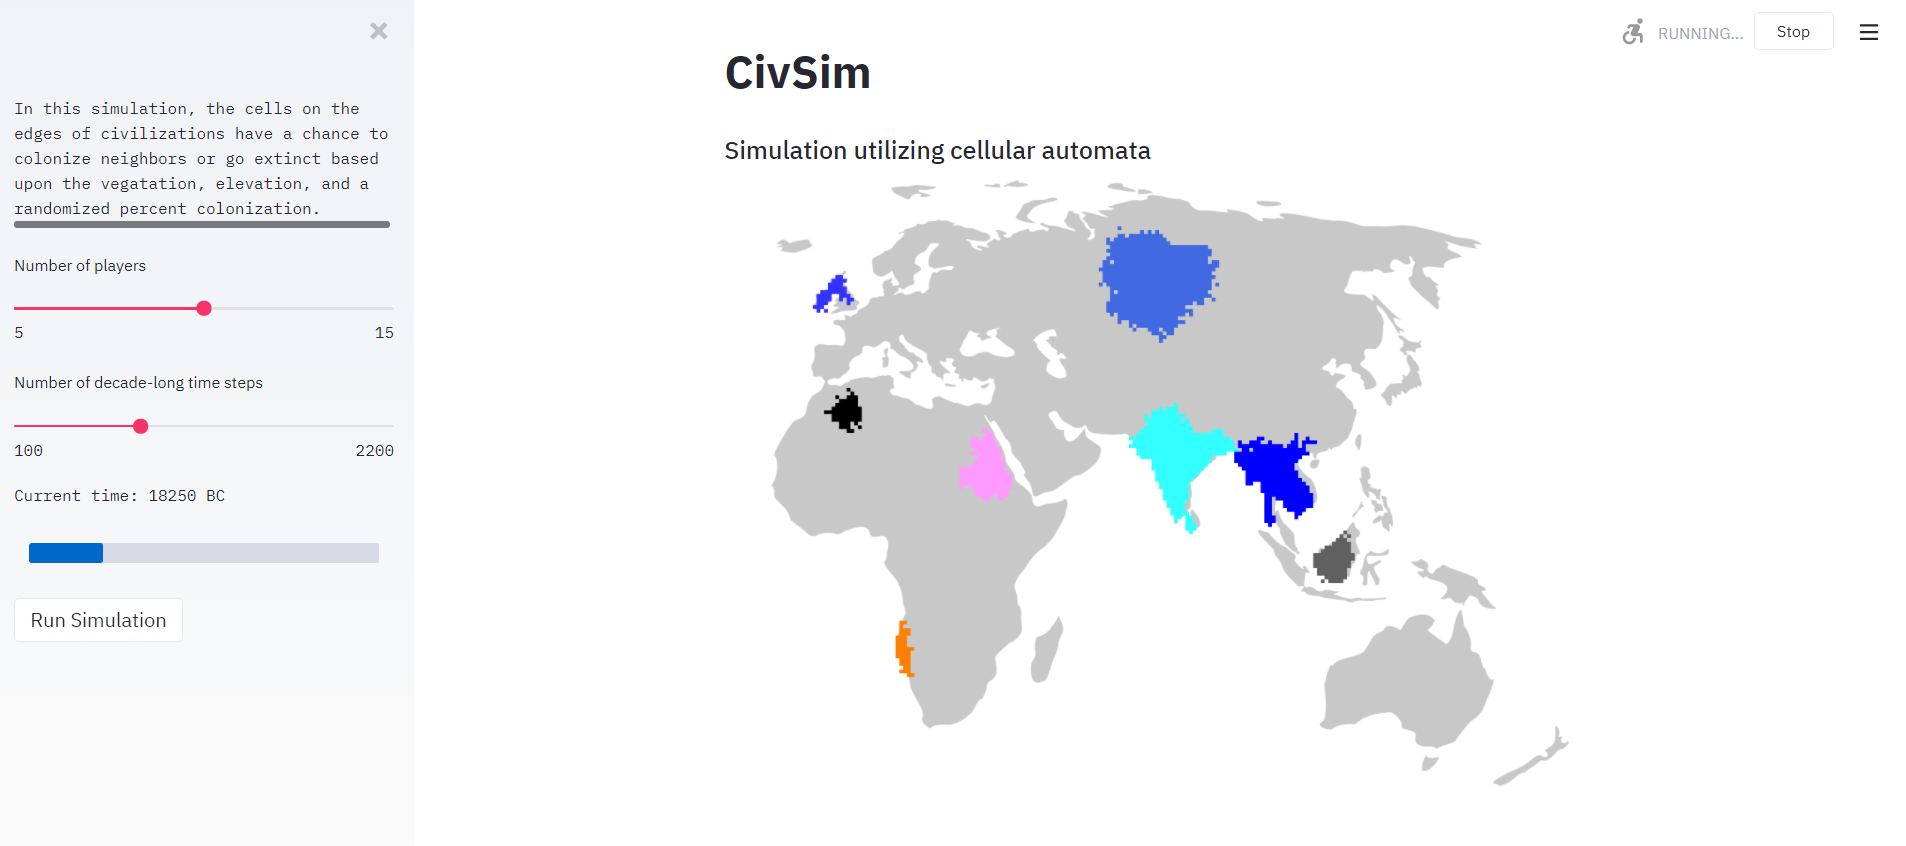 In this simulation, the cells on the
edges of civilizations have a chance to
colonize neighbors or go extinct based
upon the vegatation, elevation, and a
randomized percent colonization.
Number of players
5 15
Number of decade-long time steps
100 2200
Current time: 18250 BC
Run Simulation
RUNNING...
Stop
CivSim
Simulation utilizing cellular automata